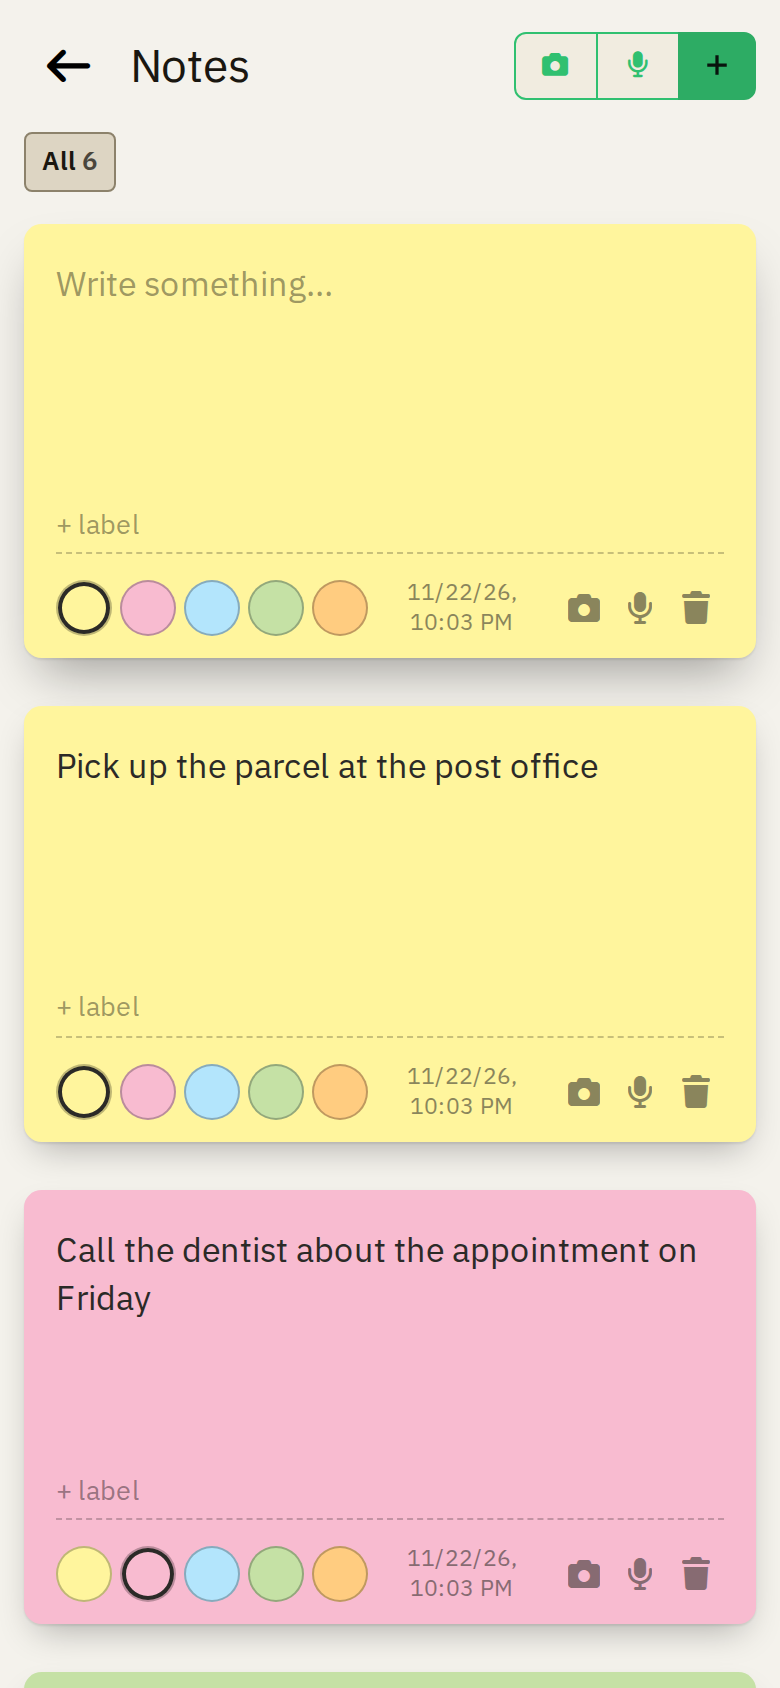 Notes
All 6
Write something...
+ label
11/22/26,
10:03 PM
Pick up the parcel at the post office
+ label
11/22/26,
10:03 PM
Call the dentist about the appointment on
Friday
+ label
11/22/26,
10:03 PM